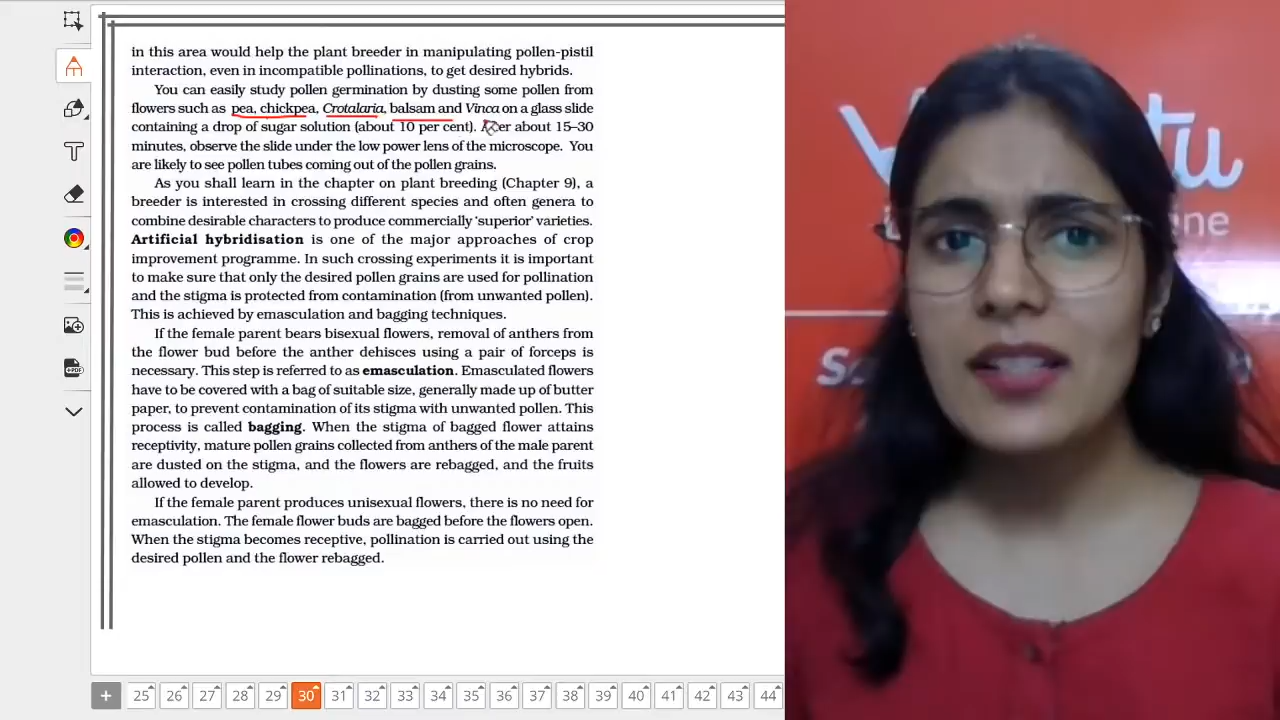 in this area would help the plant breeder in manipulating pollen-pistil
interaction, even in incompatible pollinations, to get desired hybrids.
You can easily study pollen germination by dusting some pollen from
flowers such as pea, chickpea, Crotalaria, balsam and Vinca on a glass slide
containing a drop of sugar solution (about 10 per cent). After about 15–30
minutes, observe the slide under the low power lens of the microscope. You
are likely to see pollen tubes coming out of the pollen grains.
As you shall learn in the chapter on plant breeding (Chapter 9), a
breeder is interested in crossing different species and often genera to
combine desirable characters to produce commercially ‘superior’ varieties.
Artificial hybridisation is one of the major approaches of crop
improvement programme. In such crossing experiments it is important
to make sure that only the desired pollen grains are used for pollination
and the stigma is protected from contamination (from unwanted pollen).
This is achieved by emasculation and bagging techniques.
If the female parent bears bisexual flowers, removal of anthers from
the flower bud before the anther dehisces using a pair of forceps is
necessary. This step is referred to as emasculation. Emasculated flowers
have to be covered with a bag of suitable size, generally made up of butter
paper, to prevent contamination of its stigma with unwanted pollen. This
process is called bagging. When the stigma of bagged flower attains
receptivity, mature pollen grains collected from anthers of the male parent
are dusted on the stigma, and the flowers are rebagged, and the fruits
allowed to develop.
If the female parent produces unisexual flowers, there is no need for
emasculation. The female flower buds are bagged before the flowers open.
When the stigma becomes receptive, pollination is carried out using the
desired pollen and the flower rebagged.
+ 25 26 27 28 29 30 31 32 33 34 35 36 37 38 39 40 41 42 43 44